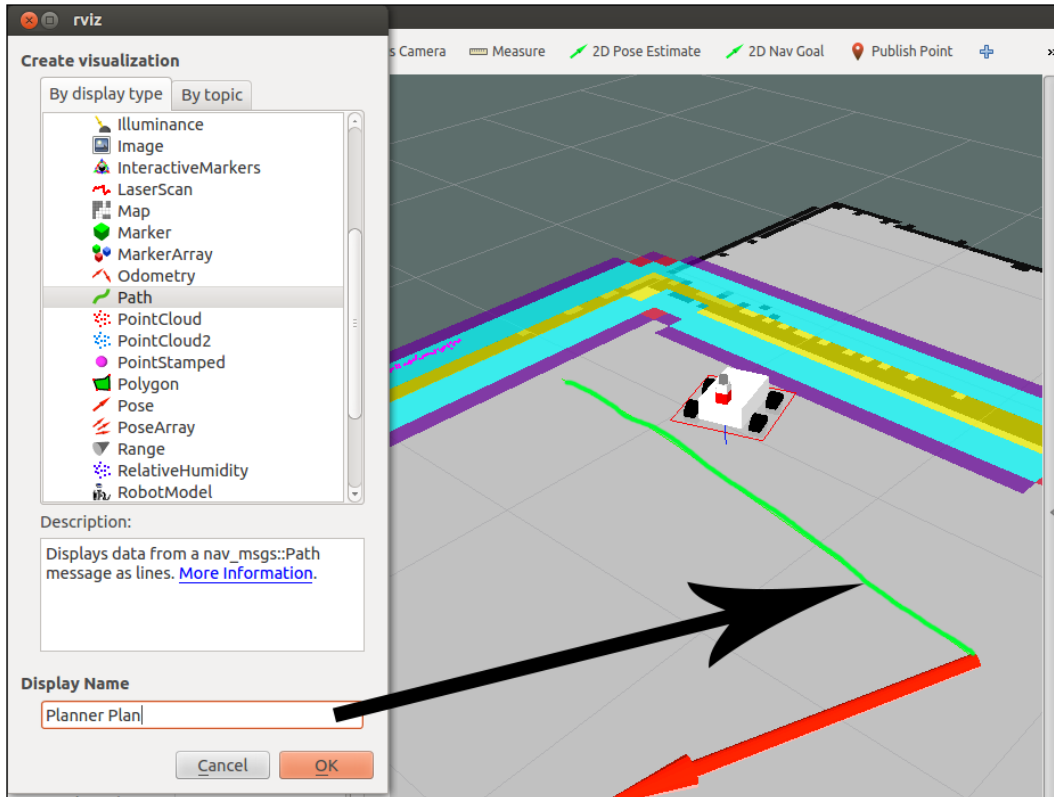 rviz
Create visualization
By display type By topic
Illuminance
Image
InteractiveMarkers
LaserScan
Map
Marker
MarkerArray
Odometry
Path
PointCloud
PointCloud2
PointStamped
Polygon
Pose
PoseArray
Range
RelativeHumidity
RobotModel
Description:
Displays data from a nav_msgs::Path
message as lines. More Information.
Display Name
Planner Plan
Cancel OK
s Camera Measure 2D Pose Estimate 2D Nav Goal Publish Point »